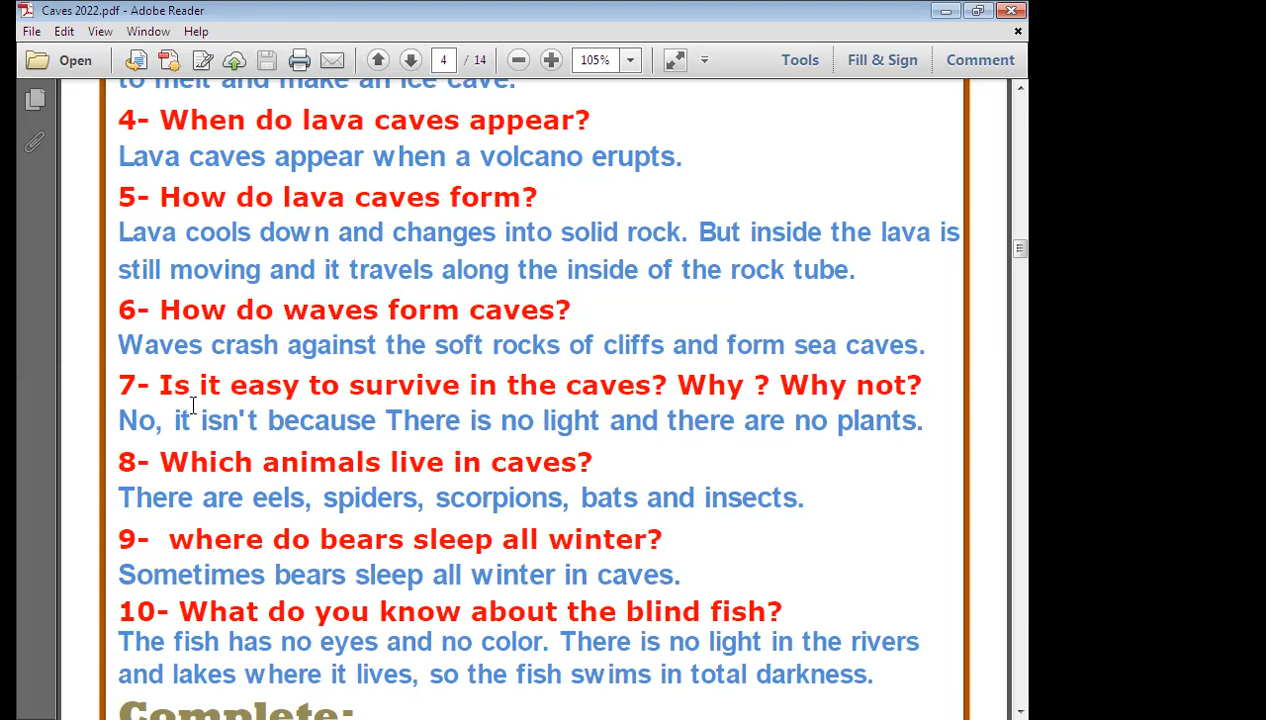 Caves 2022.pdf - Adobe Reader
File Edit View Window Help
Open 4 / 14 105% Tools Fill & Sign Comment
to melt and make an ice cave.
4- When do lava caves appear?
Lava caves appear when a volcano erupts.
5- How do lava caves form?
Lava cools down and changes into solid rock. But inside the lava is
still moving and it travels along the inside of the rock tube.
6- How do waves form caves?
Waves crash against the soft rocks of cliffs and form sea caves.
7- Is it easy to survive in the caves? Why ? Why not?
No, it isn't because There is no light and there are no plants.
8- Which animals live in caves?
There are eels, spiders, scorpions, bats and insects.
9- where do bears sleep all winter?
Sometimes bears sleep all winter in caves.
10- What do you know about the blind fish?
The fish has no eyes and no color. There is no light in the rivers
and lakes where it lives, so the fish swims in total darkness.
Complete: